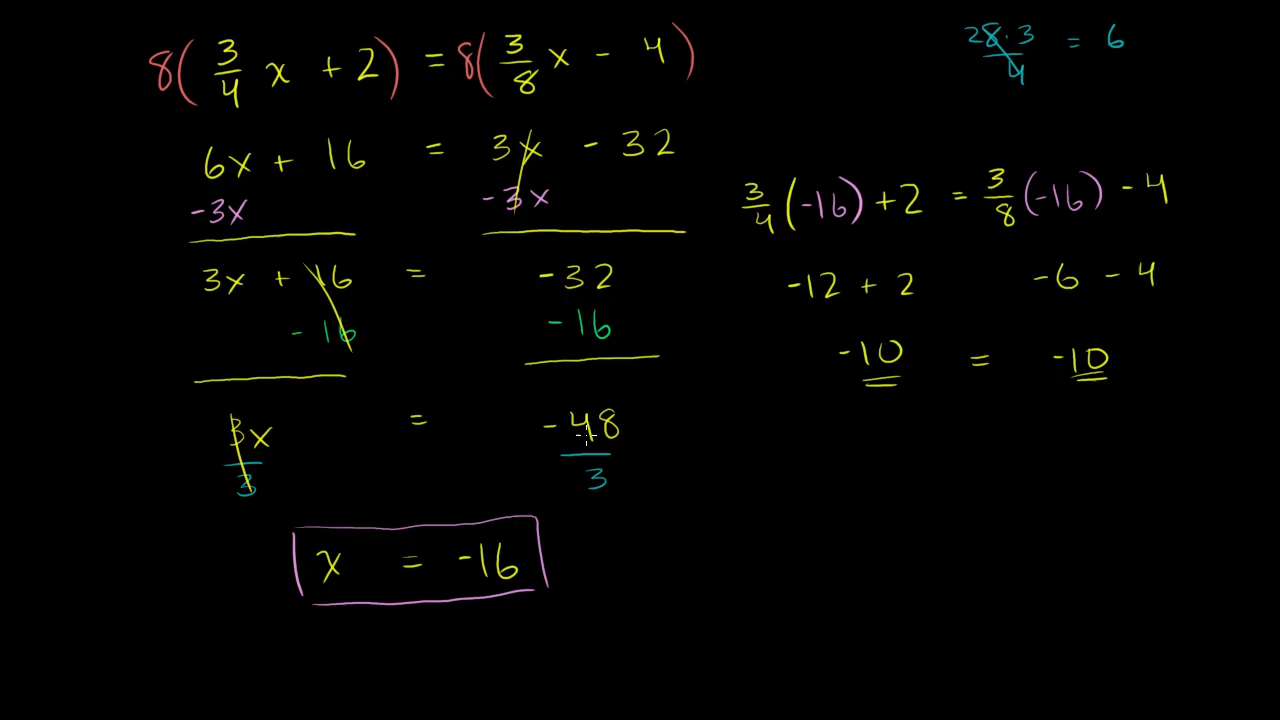 8(3/4 x + 2) = 8(3/8 x - 4)
6x + 16 = 3x - 32
-3x -3x
3x + 16 = -32
- 16 - 16
3x = -48
3 3
x = -16
28·3/4 = 6
3/4(-16) + 2 = 3/8(-16) - 4
-12 + 2 -6 - 4
-10 = -10